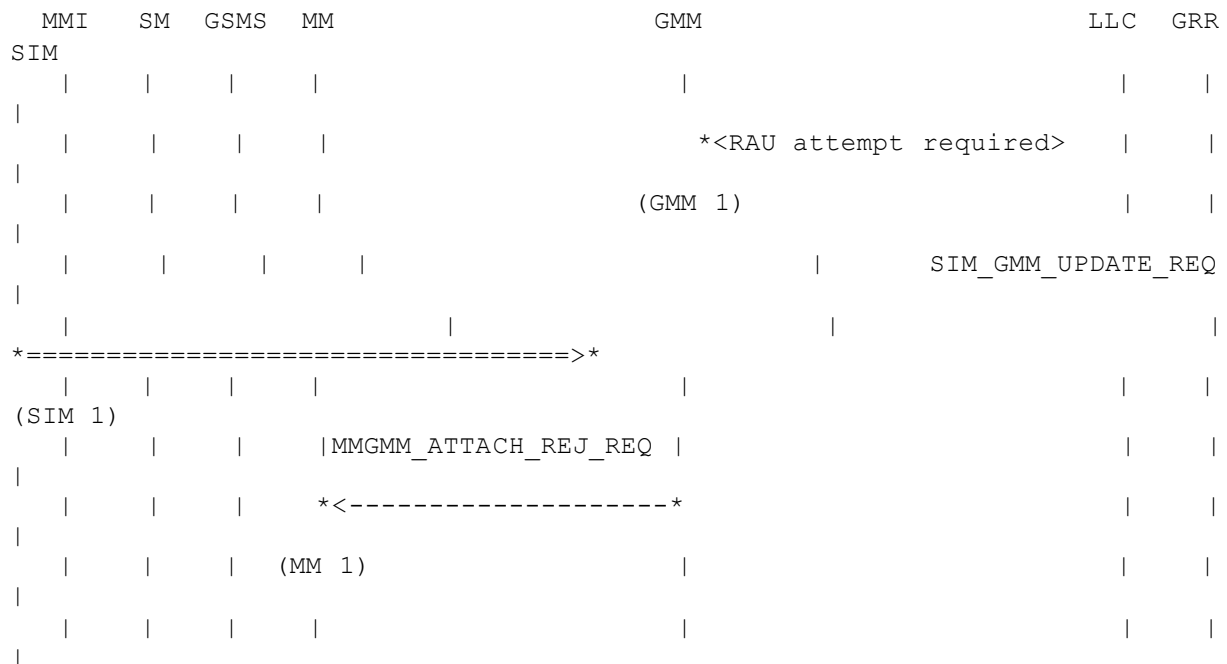 MMI SM GSMS MM GMM LLC GRR
SIM
| | | | | | |
|
| | | | *<RAU attempt required> | |
|
| | | | (GMM 1) | |
|
| | | | | SIM_GMM_UPDATE_REQ
|
| | | |
*==================================>*
| | | | | | |
(SIM 1)
| | | |MMGMM_ATTACH_REJ_REQ | | |
|
| | | *<--------------------* | |
|
| | | (MM 1) | | |
|
| | | | | | |
|